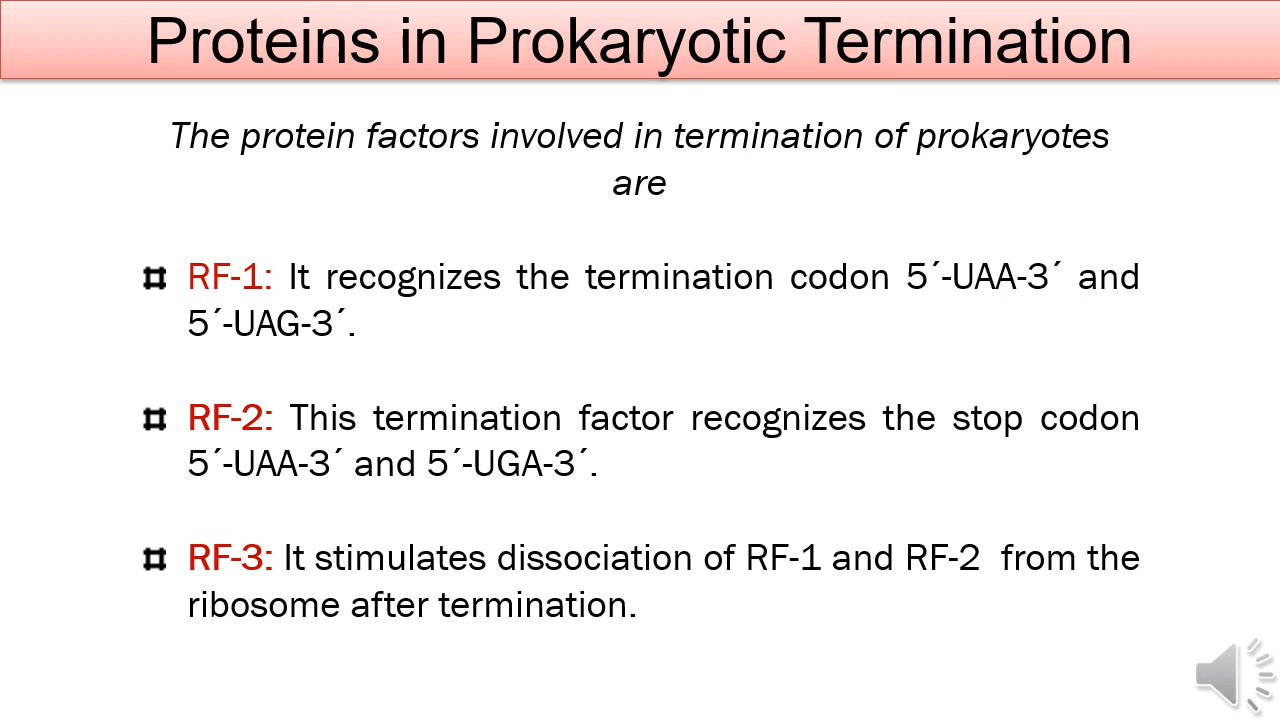 Proteins in Prokaryotic Termination
The protein factors involved in termination of prokaryotes
are
RF-1: It recognizes the termination codon 5´-UAA-3´ and
5´-UAG-3´.
RF-2: This termination factor recognizes the stop codon
5´-UAA-3´ and 5´-UGA-3´.
RF-3: It stimulates dissociation of RF-1 and RF-2 from the
ribosome after termination.